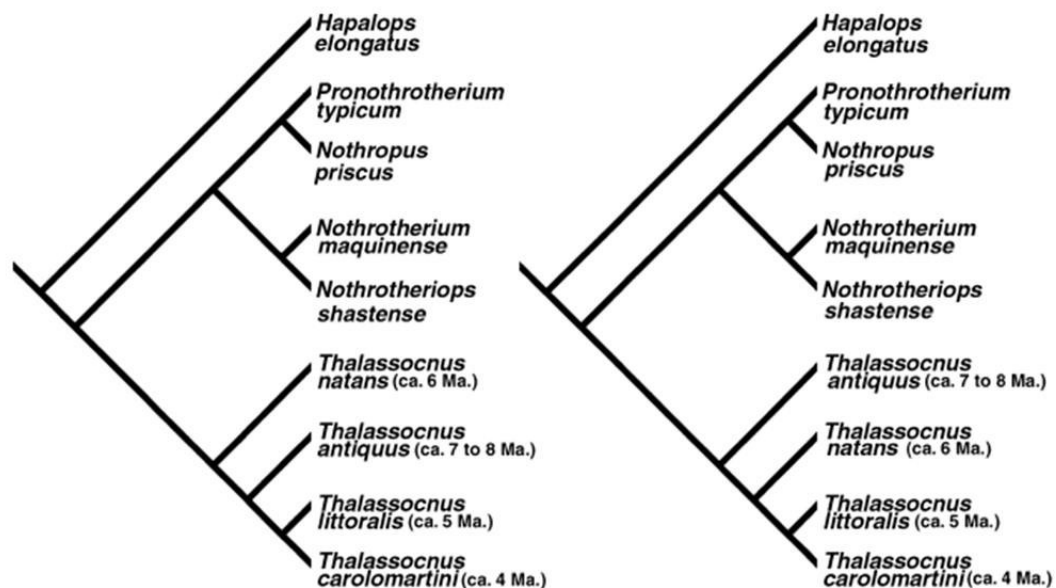 Hapalops
elongatus
Pronothrotherium
typicum
Nothropus
priscus
Nothrotherium
maquinense
Nothrotheriops
shastense
Thalassocnus
natans (ca. 6 Ma.)
Thalassocnus
antiquus (ca. 7 to 8 Ma.)
Thalassocnus
littoralis (ca. 5 Ma.)
Thalassocnus
carolomartini (ca. 4 Ma.)
Hapalops
elongatus
Pronothrotherium
typicum
Nothropus
priscus
Nothrotherium
maquinense
Nothrotheriops
shastense
Thalassocnus
antiquus (ca. 7 to 8 Ma.)
Thalassocnus
natans (ca. 6 Ma.)
Thalassocnus
littoralis (ca. 5 Ma.)
Thalassocnus
carolomartini (ca. 4 Ma.)